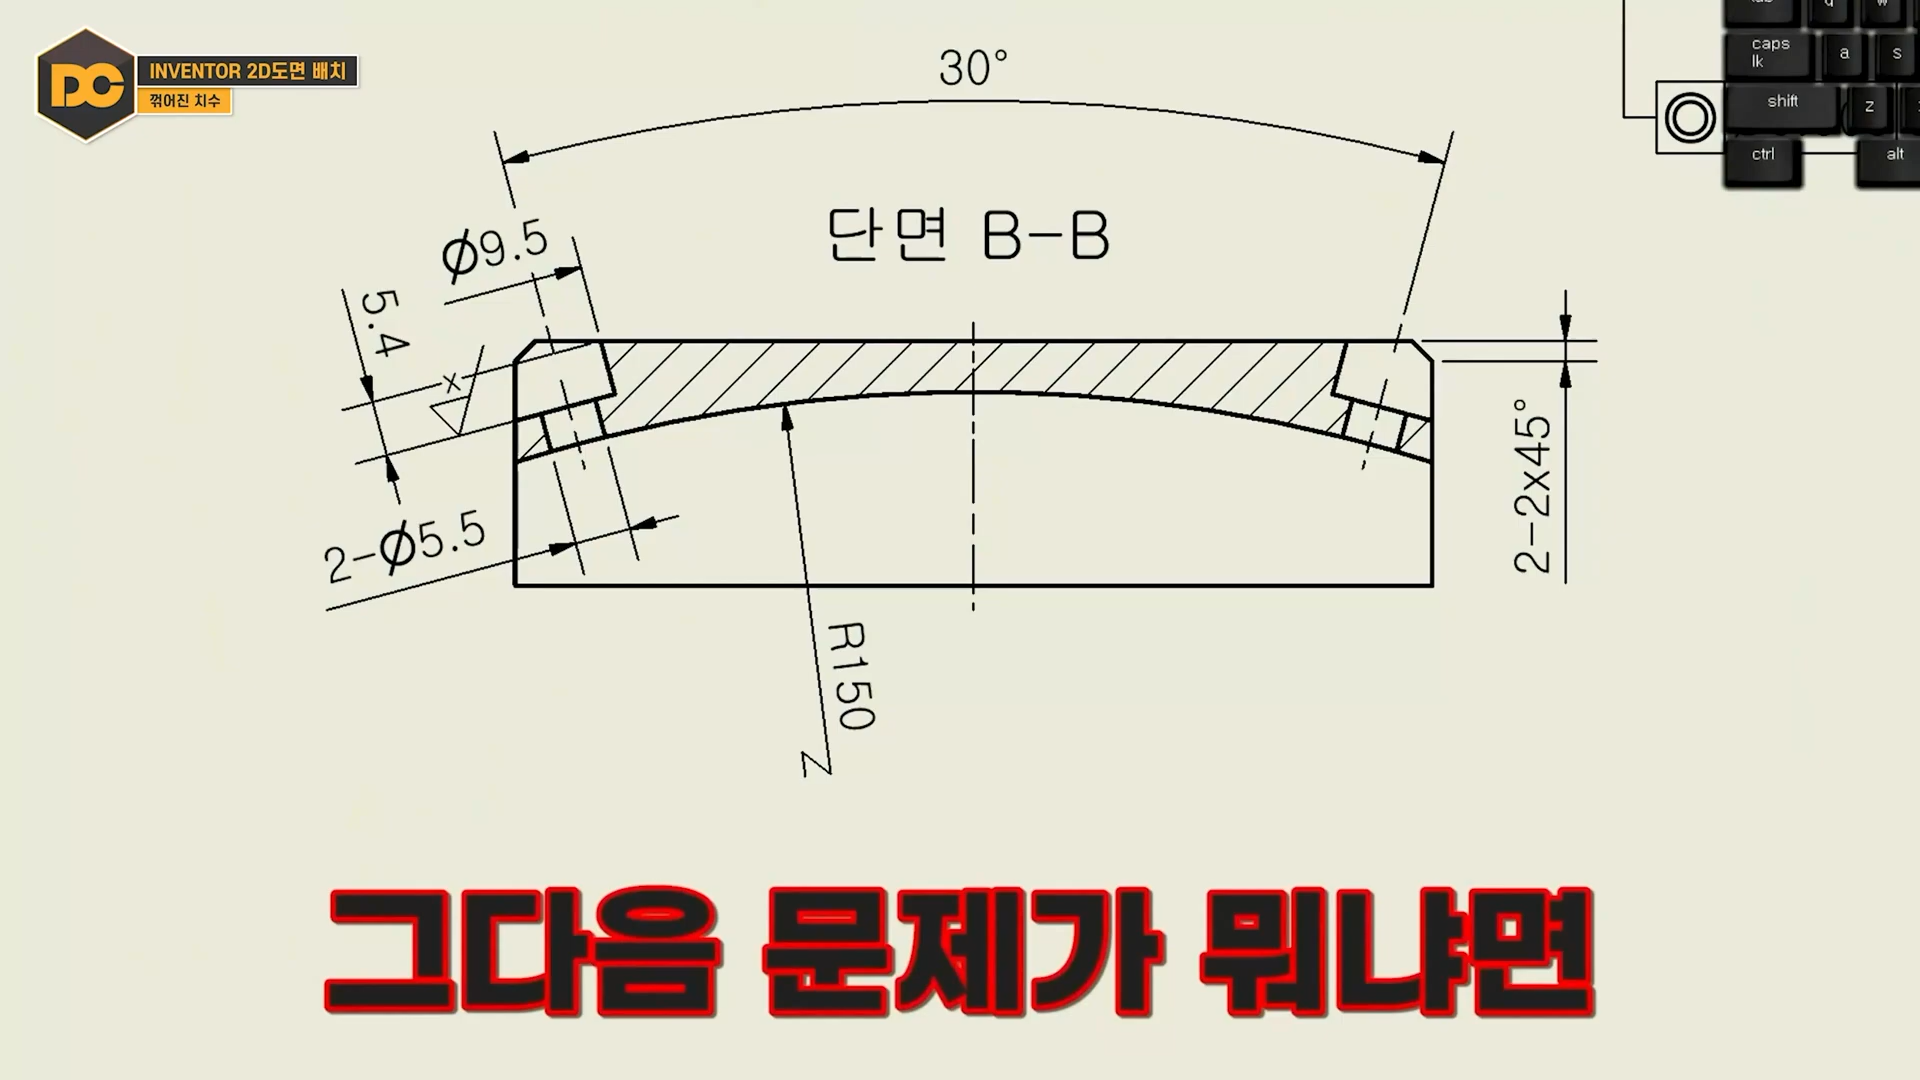 INVENTOR 2D도면 배치
꺾어진 치수
caps
lk
a
s
shift
z
ctrl
alt
30°
단면 B-B
Ø9.5
5.4
x
2-Ø5.5
R150
2-2x45°
그다음 문제가 뭐냐면